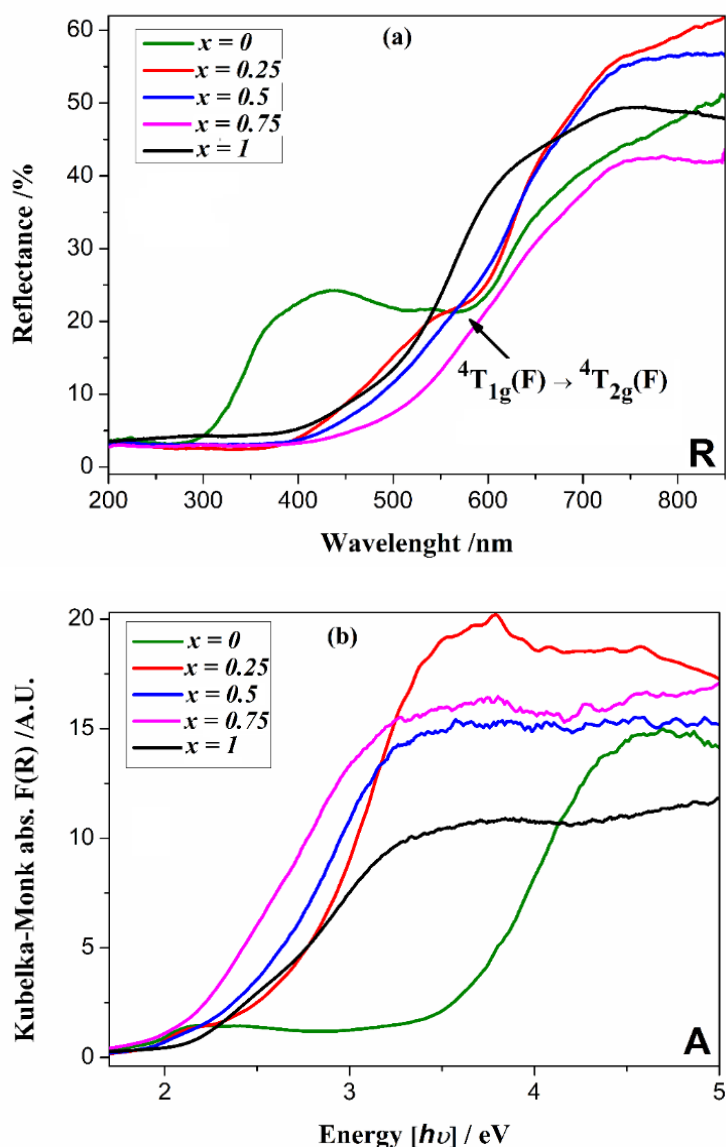 (a)
x = 0
x = 0.25
x = 0.5
x = 0.75
x = 1
60
50
40
30
20
10
0
Reflectance /%
⁴T₁g(F) → ⁴T₂g(F)
R
200 300 400 500 600 700 800
Wavelenght /nm
(b)
x = 0
x = 0.25
x = 0.5
x = 0.75
x = 1
20
15
10
5
0
Kubelka-Monk abs. F(R) /A.U.
A
2 3 4 5
Energy [hυ] / eV